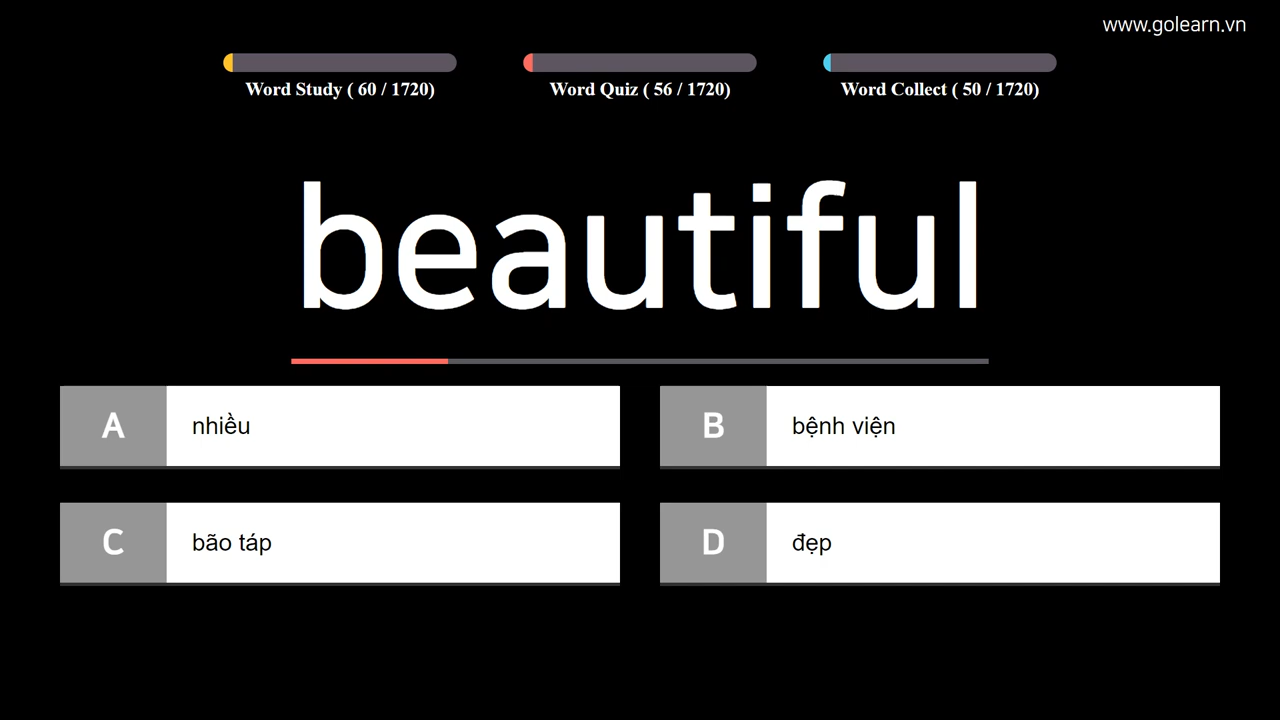 www.golearn.vn
Word Study ( 60 / 1720)
Word Quiz ( 56 / 1720)
Word Collect ( 50 / 1720)
beautiful
A nhiều
B bệnh viện
C bão táp
D đẹp